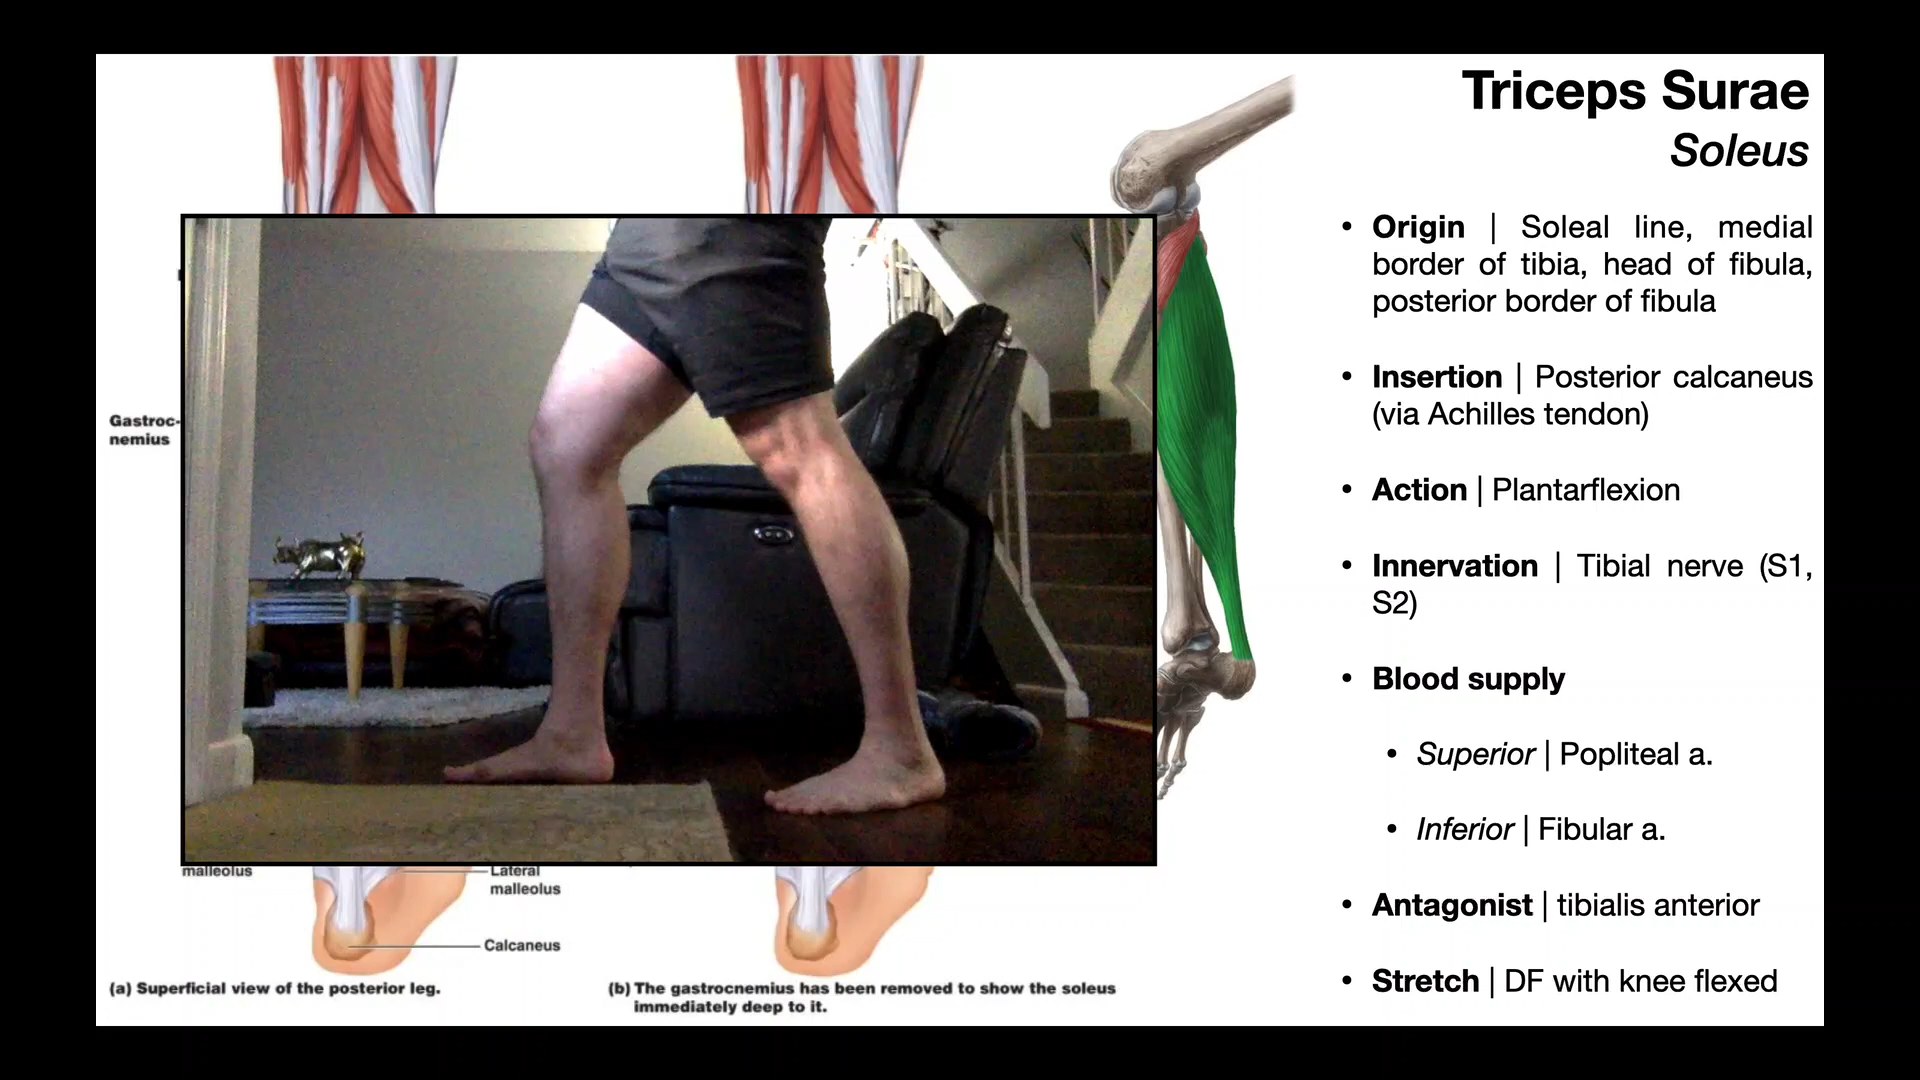 Triceps Surae
Soleus
• Origin | Soleal line, medial
border of tibia, head of fibula,
posterior border of fibula
• Insertion | Posterior calcaneus
(via Achilles tendon)
• Action | Plantarflexion
• Innervation | Tibial nerve (S1,
S2)
• Blood supply
• Superior | Popliteal a.
• Inferior | Fibular a.
• Antagonist | tibialis anterior
• Stretch | DF with knee flexed
Gastroc-
nemius
malleolus
Lateral
malleolus
Calcaneus
(a) Superficial view of the posterior leg.
(b) The gastrocnemius has been removed to show the soleus
immediately deep to it.